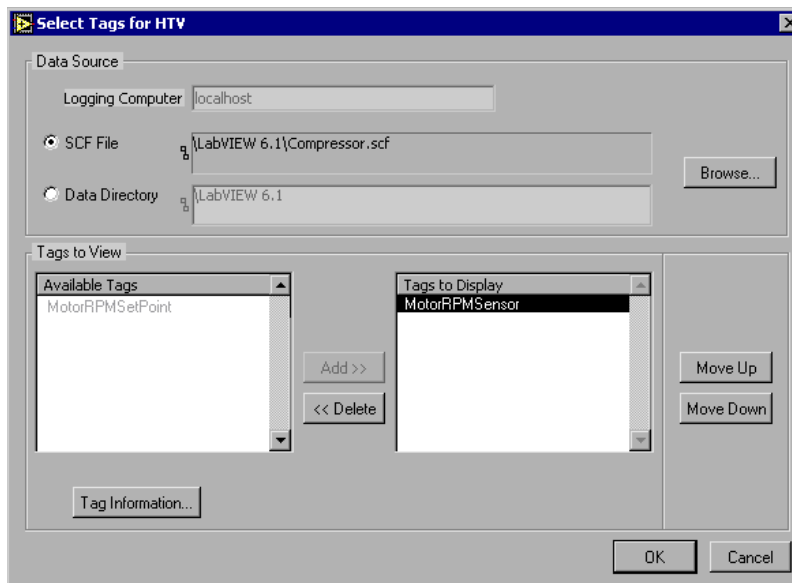 Select Tags for HTV
Data Source
Logging Computer localhost
SCF File \LabVIEW 6.1\Compressor.scf
Browse...
Data Directory \LabVIEW 6.1
Tags to View
Available Tags
MotorRPMSetPoint
Tags to Display
MotorRPMSensor
Add >>
<< Delete
Move Up
Move Down
Tag Information...
OK
Cancel